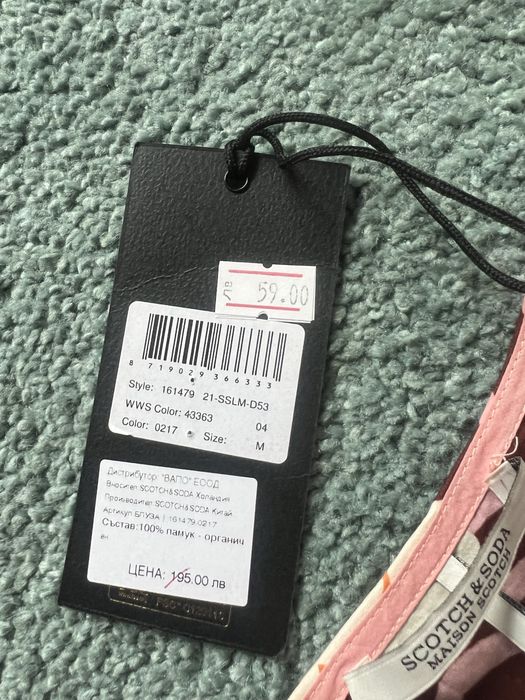 лв 59.00
8 719029 366333
Style: 161479 21-SSLM-D53
WWS Color: 43363 04
Color: 0217 Size: M
Дистрибутор: "ВАПО" ЕООД
Вносител:SCOTCH&SODA Холандия
Производител:SCOTCH&SODA Китай
Артикул БЛУЗА | 161479-0217
Състав:100% памук - органич
ен
ЦЕНА: 195.00 лв
SCOTCH & SODA
MAISON SCOTCH